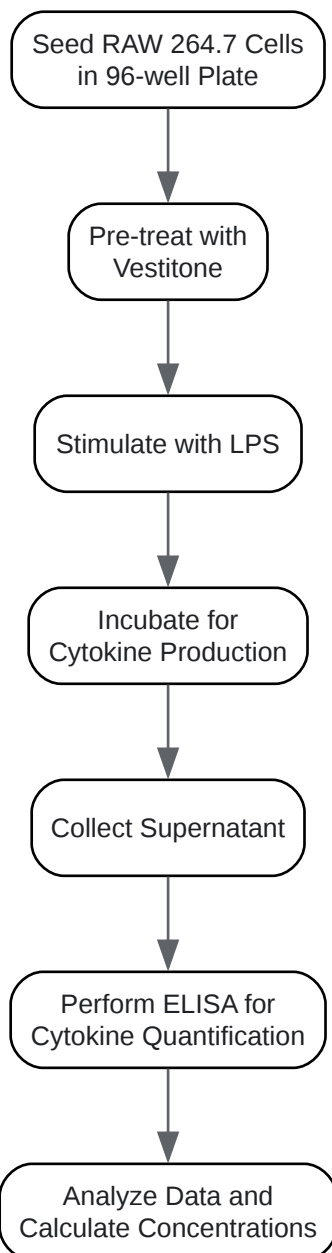 Seed RAW 264.7 Cells
in 96-well Plate
Pre-treat with
Vestitone
Stimulate with LPS
Incubate for
Cytokine Production
Collect Supernatant
Perform ELISA for
Cytokine Quantification
Analyze Data and
Calculate Concentrations